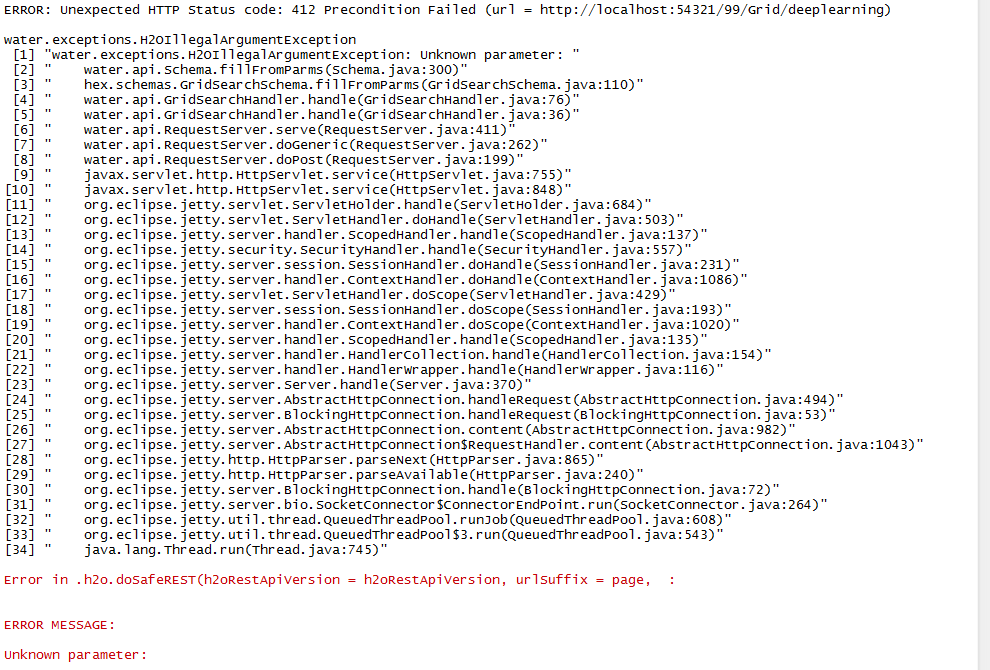 ERROR: Unexpected HTTP Status code: 412 Precondition Failed (url = http://localhost:54321/99/Grid/deeplearning)
water.exceptions.H2OIllegalArgumentException
[1] "water.exceptions.H2OIllegalArgumentException: Unknown parameter: "
[2] "    water.api.Schema.fillFromParms(Schema.java:300)"
[3] "    hex.schemas.GridSearchSchema.fillFromParms(GridSearchSchema.java:110)"
[4] "    water.api.GridSearchHandler.handle(GridSearchHandler.java:76)"
[5] "    water.api.GridSearchHandler.handle(GridSearchHandler.java:36)"
[6] "    water.api.RequestServer.serve(RequestServer.java:411)"
[7] "    water.api.RequestServer.doGeneric(RequestServer.java:262)"
[8] "    water.api.RequestServer.doPost(RequestServer.java:199)"
[9] "    javax.servlet.http.HttpServlet.service(HttpServlet.java:755)"
[10] "    javax.servlet.http.HttpServlet.service(HttpServlet.java:848)"
[11] "    org.eclipse.jetty.servlet.ServletHolder.handle(ServletHolder.java:684)"
[12] "    org.eclipse.jetty.servlet.ServletHandler.doHandle(ServletHandler.java:503)"
[13] "    org.eclipse.jetty.server.handler.ScopedHandler.handle(ScopedHandler.java:137)"
[14] "    org.eclipse.jetty.security.SecurityHandler.handle(SecurityHandler.java:557)"
[15] "    org.eclipse.jetty.server.session.SessionHandler.doHandle(SessionHandler.java:231)"
[16] "    org.eclipse.jetty.server.handler.ContextHandler.doHandle(ContextHandler.java:1086)"
[17] "    org.eclipse.jetty.servlet.ServletHandler.doScope(ServletHandler.java:429)"
[18] "    org.eclipse.jetty.server.session.SessionHandler.doScope(SessionHandler.java:193)"
[19] "    org.eclipse.jetty.server.handler.ContextHandler.doScope(ContextHandler.java:1020)"
[20] "    org.eclipse.jetty.server.handler.ScopedHandler.handle(ScopedHandler.java:135)"
[21] "    org.eclipse.jetty.server.handler.HandlerCollection.handle(HandlerCollection.java:154)"
[22] "    org.eclipse.jetty.server.handler.HandlerWrapper.handle(HandlerWrapper.java:116)"
[23] "    org.eclipse.jetty.server.Server.handle(Server.java:370)"
[24] "    org.eclipse.jetty.server.AbstractHttpConnection.handleRequest(AbstractHttpConnection.java:494)"
[25] "    org.eclipse.jetty.server.BlockingHttpConnection.handleRequest(BlockingHttpConnection.java:53)"
[26] "    org.eclipse.jetty.server.AbstractHttpConnection.content(AbstractHttpConnection.java:982)"
[27] "    org.eclipse.jetty.server.AbstractHttpConnection$RequestHandler.content(AbstractHttpConnection.java:1043)"
[28] "    org.eclipse.jetty.http.HttpParser.parseNext(HttpParser.java:865)"
[29] "    org.eclipse.jetty.http.HttpParser.parseAvailable(HttpParser.java:240)"
[30] "    org.eclipse.jetty.server.BlockingHttpConnection.handle(BlockingHttpConnection.java:72)"
[31] "    org.eclipse.jetty.server.bio.SocketConnector$ConnectorEndPoint.run(SocketConnector.java:264)"
[32] "    org.eclipse.jetty.util.thread.QueuedThreadPool.runJob(QueuedThreadPool.java:608)"
[33] "    org.eclipse.jetty.util.thread.QueuedThreadPool$3.run(QueuedThreadPool.java:543)"
[34] "    java.lang.Thread.run(Thread.java:745)"
Error in .h2o.doSafeREST(h2oRestApiVersion = h2oRestApiVersion, urlSuffix = page,  :
ERROR MESSAGE:
Unknown parameter: